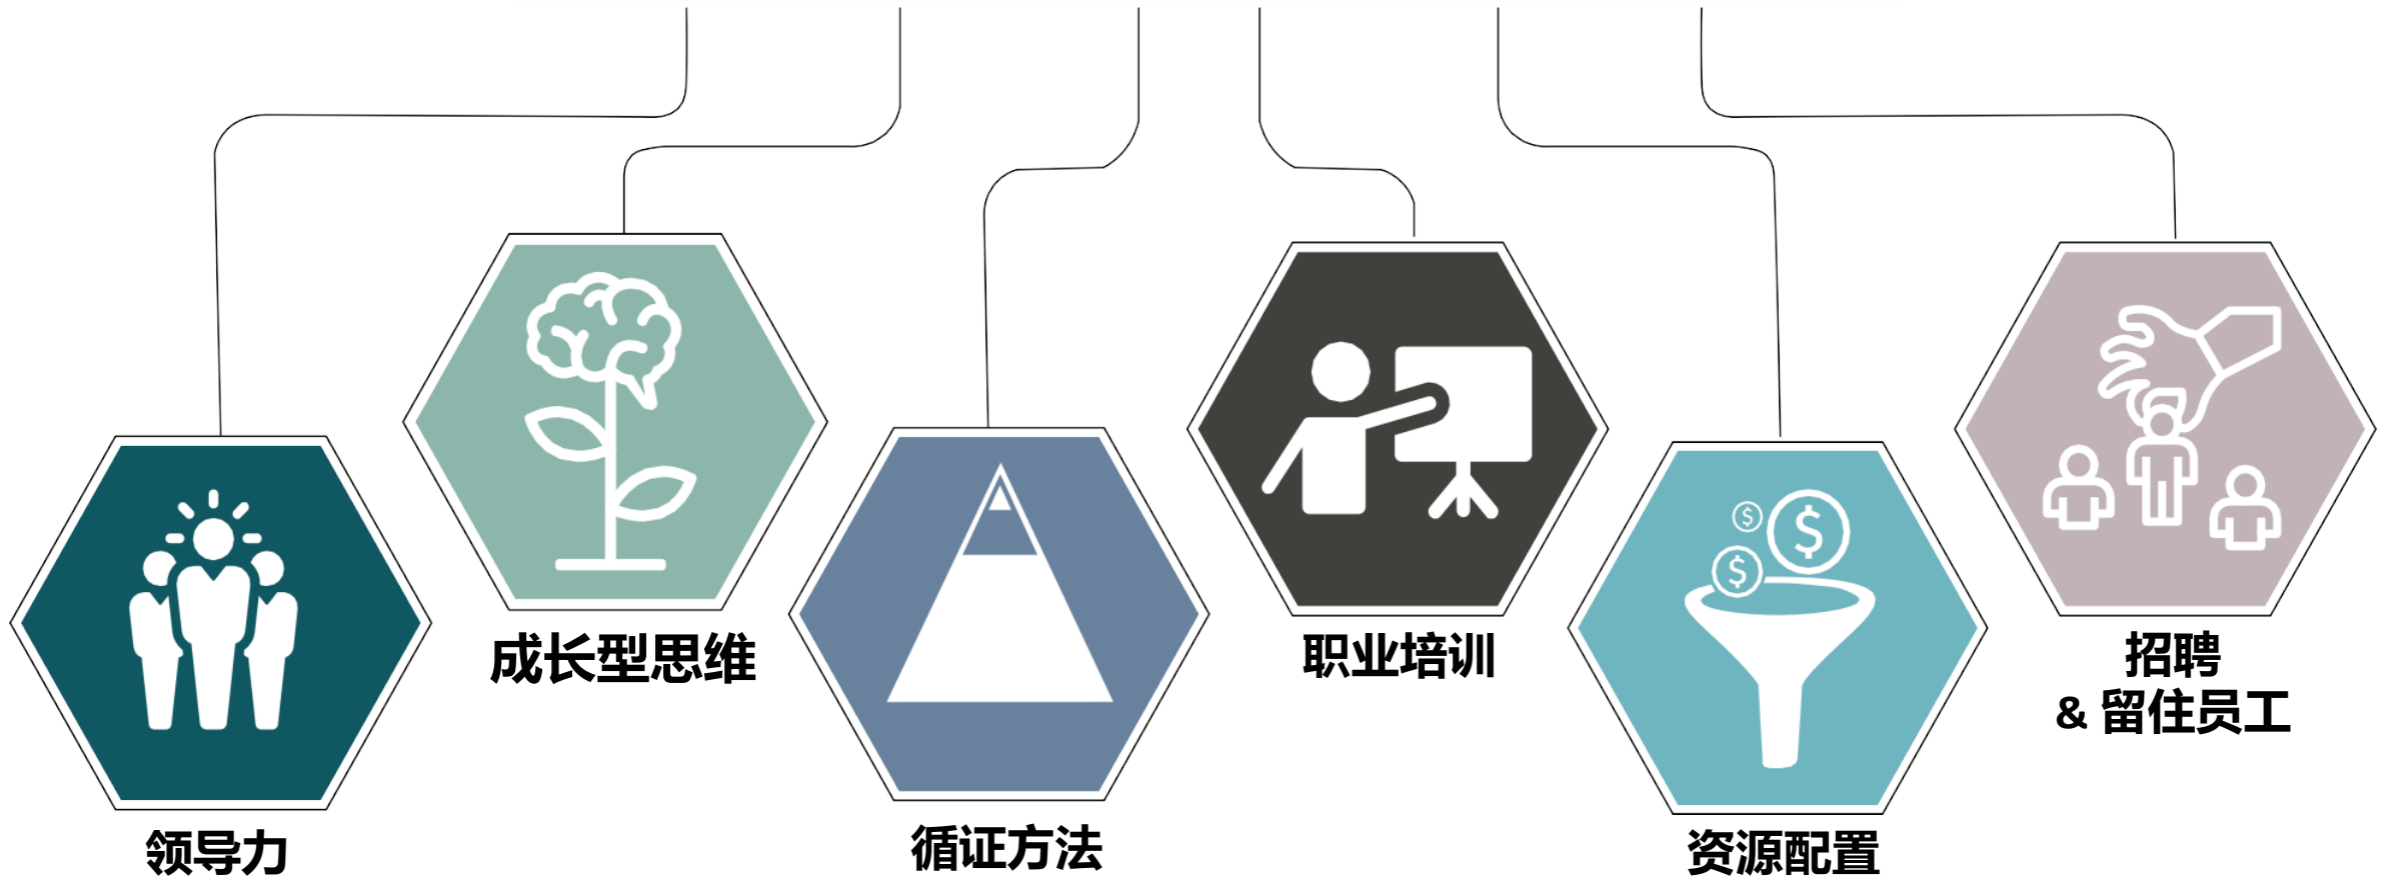 领导力
成长型思维
循证方法
职业培训
资源配置
招聘
& 留住员工
$
$
$